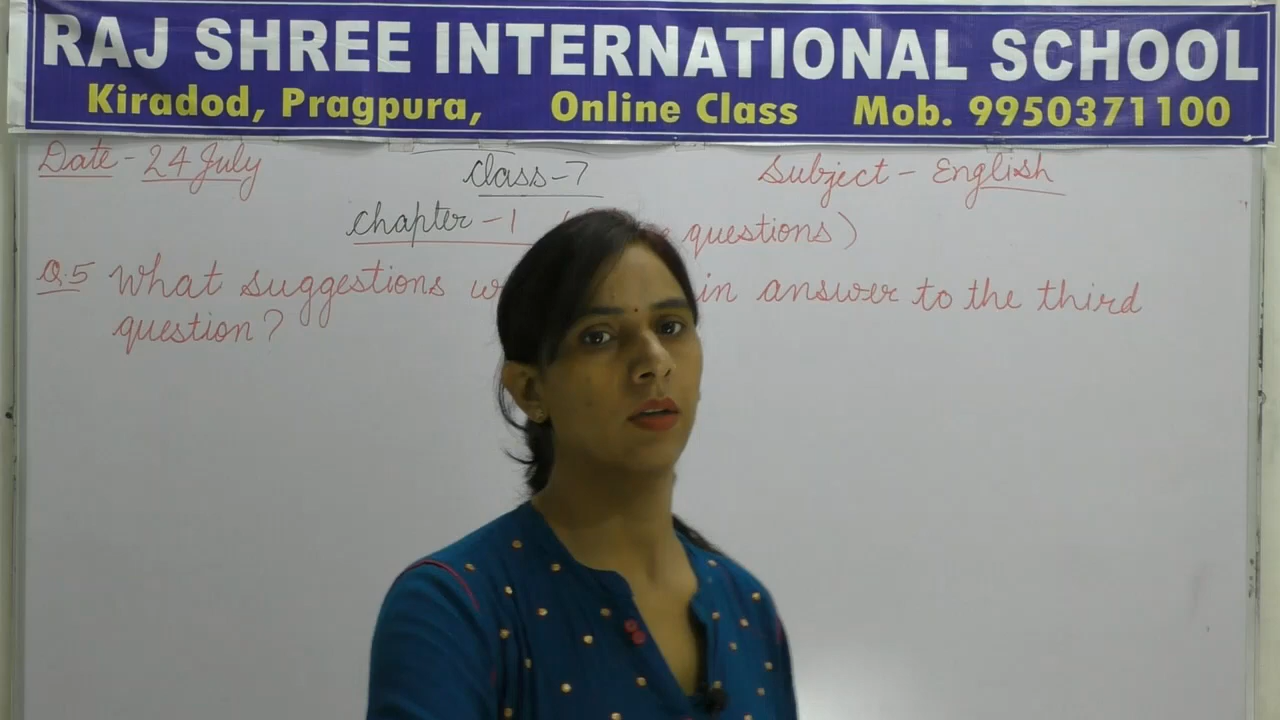 RAJ SHREE INTERNATIONAL SCHOOL
Kiradod, Pragpura, Online Class Mob. 9950371100
Date - 24 July Class-7 Subject - English
Chapter - 1 questions)
Q.5 What suggestions in answer to the third
question?